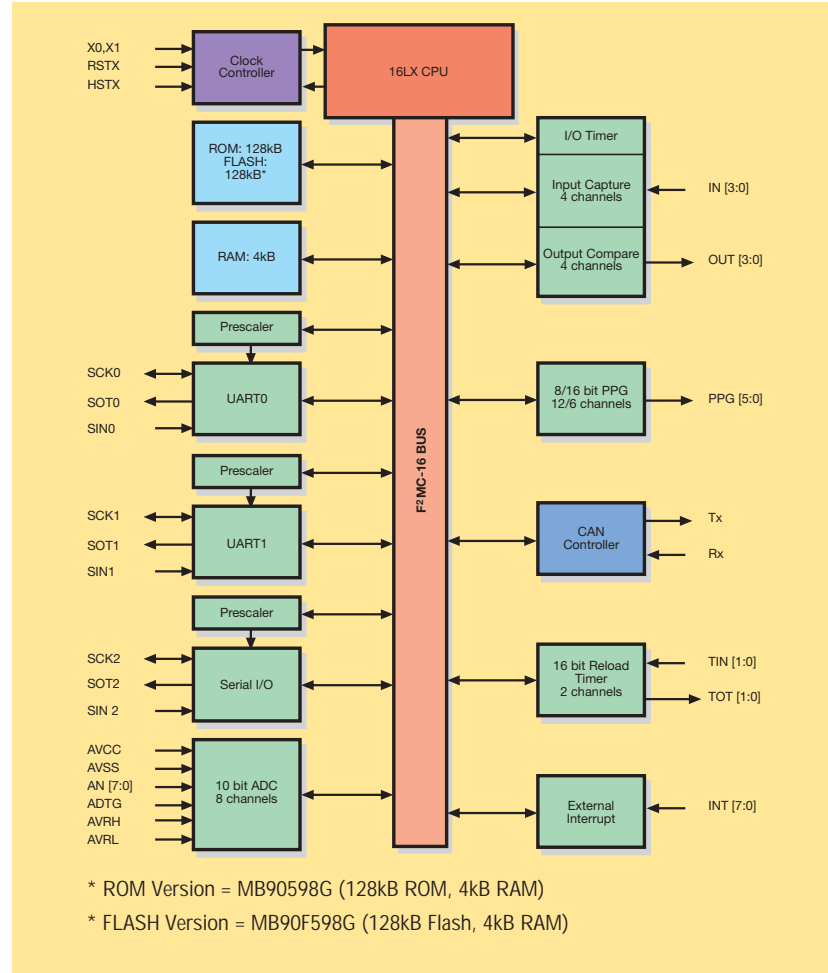 X0,X1
RSTX
HSTX
Clock
Controller
16LX CPU
ROM: 128kB
FLASH:
128kB*
RAM: 4kB
Prescaler
SCK0
SOT0
SIN0
UART0
Prescaler
SCK1
SOT1
SIN1
UART1
Prescaler
SCK2
SOT2
SIN 2
Serial I/O
AVCC
AVSS
AN [7:0]
ADTG
AVRH
AVRL
10 bit ADC
8 channels
F²MC-16 BUS
I/O Timer
Input Capture
4 channels
IN [3:0]
Output Compare
4 channels
OUT [3:0]
8/16 bit PPG
12/6 channels
PPG [5:0]
CAN
Controller
Tx
Rx
16 bit Reload
Timer
2 channels
TIN [1:0]
TOT [1:0]
External
Interrupt
INT [7:0]
* ROM Version = MB90598G (128kB ROM, 4kB RAM)
* FLASH Version = MB90F598G (128kB Flash, 4kB RAM)